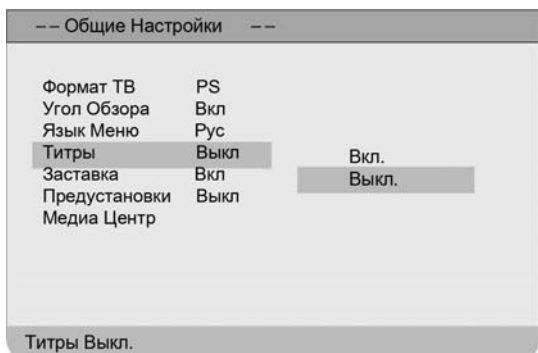 -- Общие Настройки --
Формат ТВ PS
Угол Обзора Вкл
Язык Меню Рус
Титры Выкл
Вкл.
Заставка Вкл
Выкл.
Предустановки Выкл
Медиа Центр
Титры Выкл.